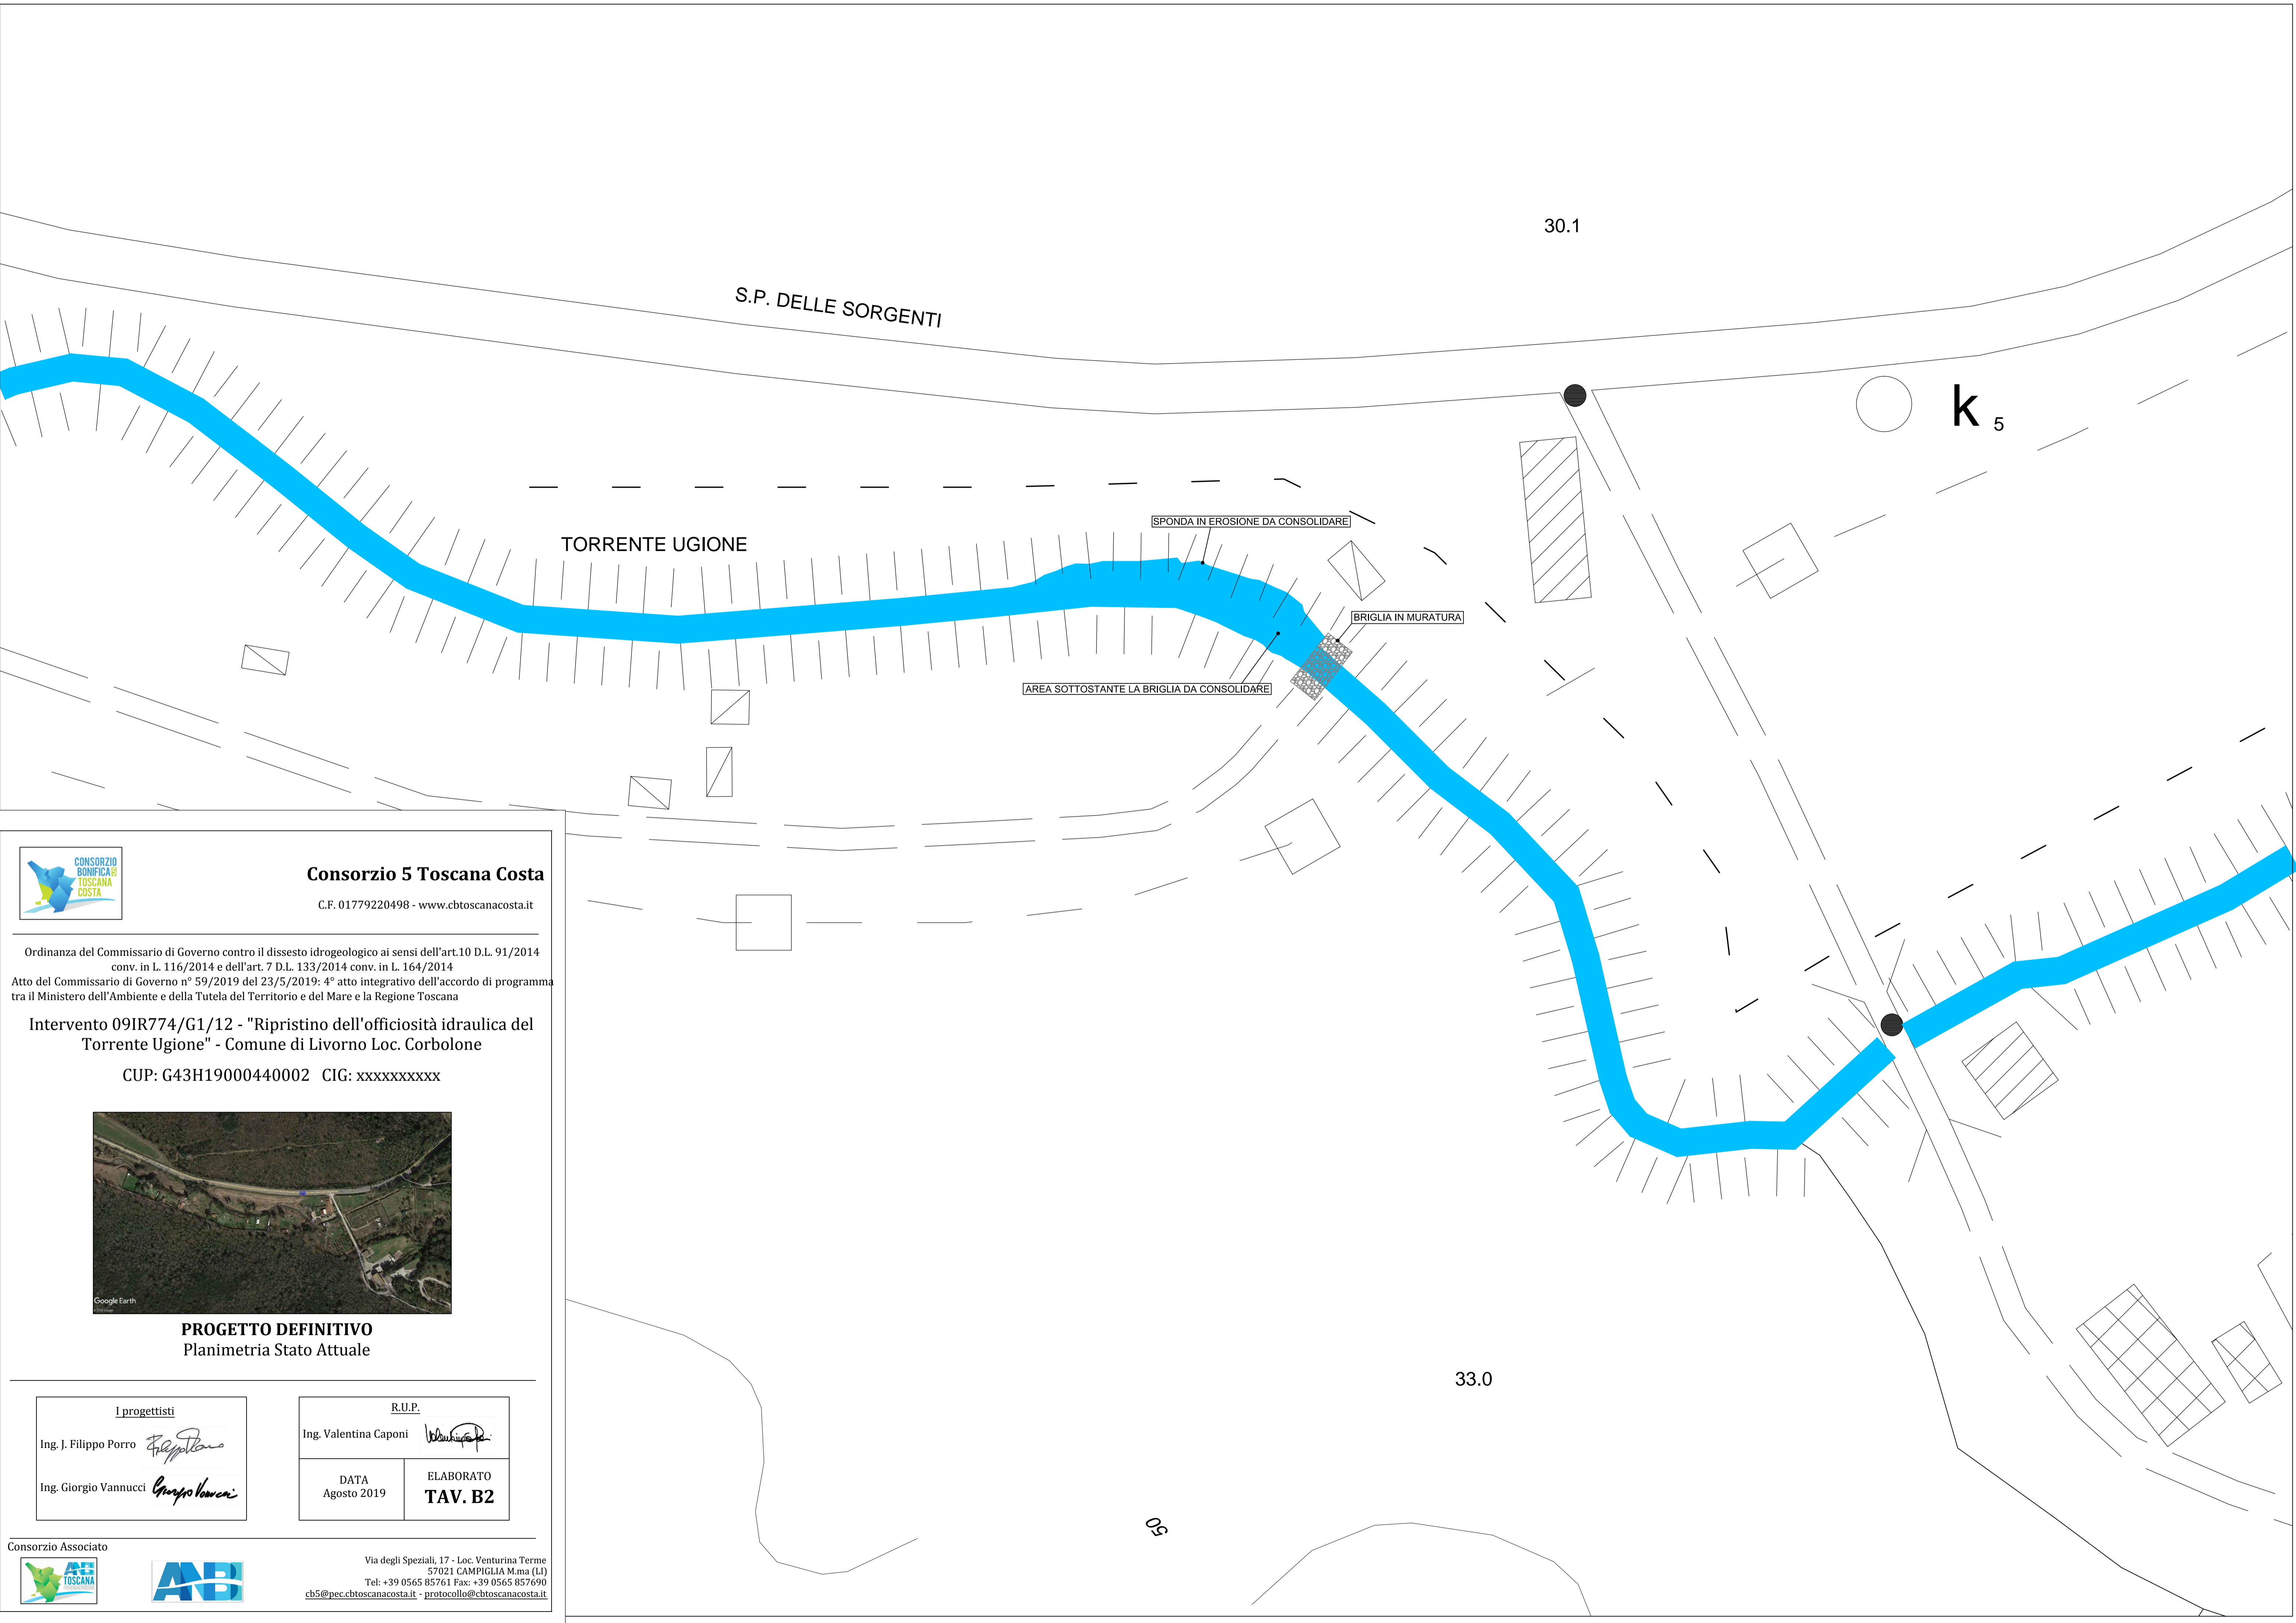 30.1
S.P. DELLE SORGENTI
k 5
SPONDA IN EROSIONE DA CONSOLIDARE
TORRENTE UGIONE
BRIGLIA IN MURATURA
AREA SOTTOSTANTE LA BRIGLIA DA CONSOLIDARE
33.0
50
CONSORZIO
BONIFICA
TOSCANA
COSTA
Consorzio 5 Toscana Costa
C.F. 01779220498 - www.cbtoscanacosta.it
Ordinanza del Commissario di Governo contro il dissesto idrogeologico ai sensi dell'art.10 D.L. 91/2014
conv. in L. 116/2014 e dell'art. 7 D.L. 133/2014 conv. in L. 164/2014
Atto del Commissario di Governo n° 59/2019 del 23/5/2019: 4° atto integrativo dell'accordo di programma
tra il Ministero dell'Ambiente e della Tutela del Territorio e del Mare e la Regione Toscana
Intervento 09IR774/G1/12 - "Ripristino dell'officiosità idraulica del
Torrente Ugione" - Comune di Livorno Loc. Corbolone
CUP: G43H19000440002 CIG: xxxxxxxxxx
Google Earth
PROGETTO DEFINITIVO
Planimetria Stato Attuale
I progettisti
Ing. J. Filippo Porro
Ing. Giorgio Vannucci
Giorgio Vannucci
R.U.P.
Ing. Valentina Caponi
DATA
Agosto 2019
ELABORATO
TAV. B2
Consorzio Associato
TOSCANA
ANBI
Via degli Speziali, 17 - Loc. Venturina Terme
57021 CAMPIGLIA M.ma (LI)
Tel: +39 0565 85761 Fax: +39 0565 857690
cb5@pec.cbtoscanacosta.it - protocollo@cbtoscanacosta.it